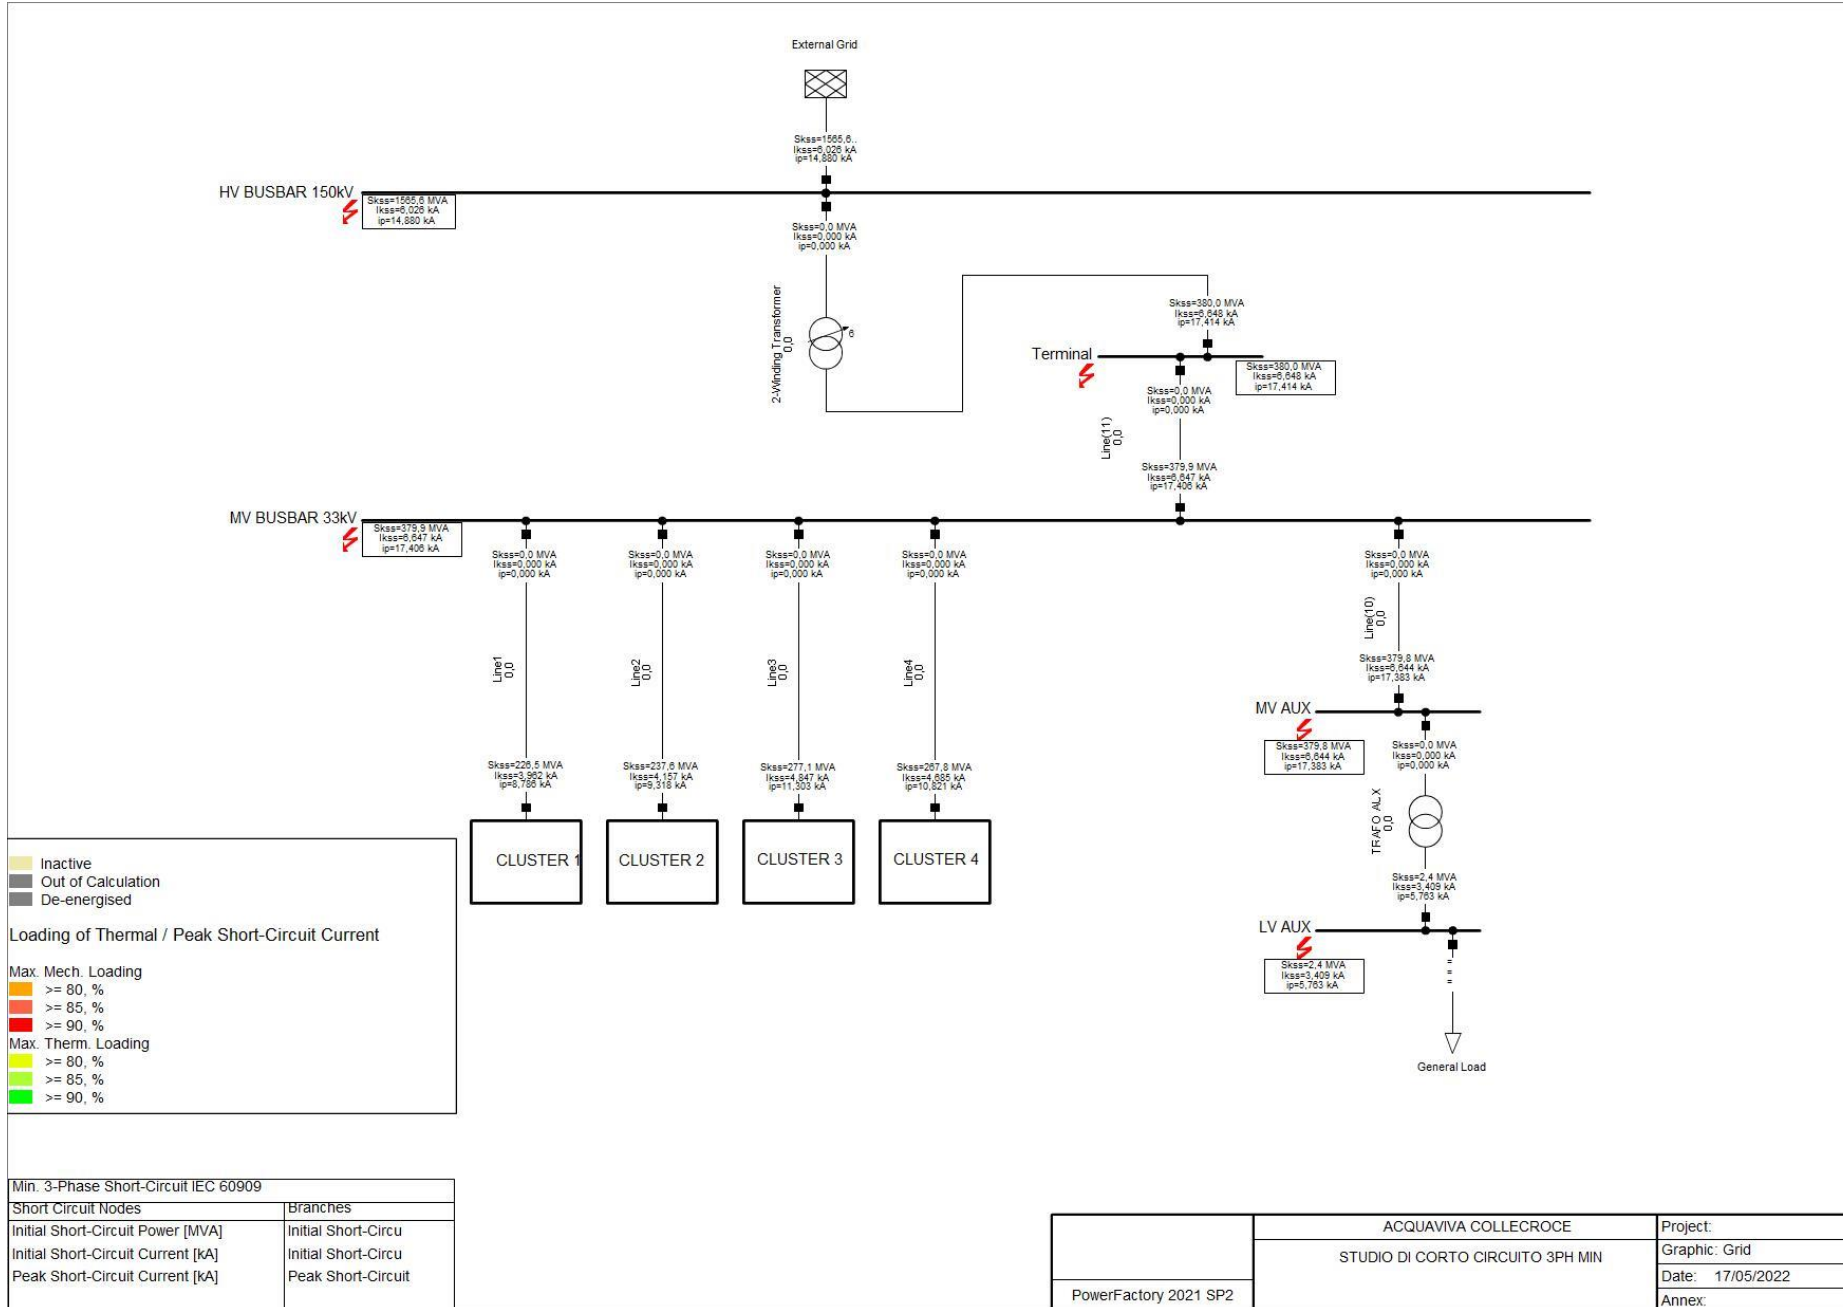 External Grid
Skss=1565,6..
Ikss=6,026 kA
ip=14,880 kA
HV BUSBAR 150kV
Skss=1565,6 MVA
Ikss=6,026 kA
ip=14,880 kA
Skss=0,0 MVA
Ikss=0,000 kA
ip=0,000 kA
2-Winding Transformer
0,0
6
Skss=380,0 MVA
Ikss=6,648 kA
ip=17,414 kA
Terminal
Skss=380,0 MVA
Ikss=6,648 kA
ip=17,414 kA
Skss=0,0 MVA
Ikss=0,000 kA
ip=0,000 kA
Line(11)
0,0
Skss=379,9 MVA
Ikss=6,647 kA
ip=17,406 kA
MV BUSBAR 33kV
Skss=379,9 MVA
Ikss=6,647 kA
ip=17,406 kA
Skss=0,0 MVA
Ikss=0,000 kA
ip=0,000 kA
Skss=0,0 MVA
Ikss=0,000 kA
ip=0,000 kA
Skss=0,0 MVA
Ikss=0,000 kA
ip=0,000 kA
Skss=0,0 MVA
Ikss=0,000 kA
ip=0,000 kA
Skss=0,0 MVA
Ikss=0,000 kA
ip=0,000 kA
Line1
0,0
Line2
0,0
Line3
0,0
Line4
0,0
Line(10)
0,0
Skss=226,5 MVA
Ikss=3,962 kA
ip=8,786 kA
Skss=237,6 MVA
Ikss=4,157 kA
ip=9,318 kA
Skss=277,1 MVA
Ikss=4,847 kA
ip=11,303 kA
Skss=267,8 MVA
Ikss=4,685 kA
ip=10,821 kA
Skss=379,8 MVA
Ikss=6,644 kA
ip=17,383 kA
MV AUX
Skss=379,8 MVA
Ikss=6,644 kA
ip=17,383 kA
Skss=0,0 MVA
Ikss=0,000 kA
ip=0,000 kA
TRAFO ALX
0,0
CLUSTER 1
CLUSTER 2
CLUSTER 3
CLUSTER 4
Skss=2,4 MVA
Ikss=3,409 kA
ip=5,763 kA
LV AUX
Skss=2,4 MVA
Ikss=3,409 kA
ip=5,763 kA
=
=
=
General Load
Inactive
Out of Calculation
De-energised
Loading of Thermal / Peak Short-Circuit Current
Max. Mech. Loading
>= 80, %
>= 85, %
>= 90, %
Max. Therm. Loading
>= 80, %
>= 85, %
>= 90, %
Min. 3-Phase Short-Circuit IEC 60909
Short Circuit Nodes
Branches
Initial Short-Circuit Power [MVA]
Initial Short-Circu
Initial Short-Circuit Current [kA]
Initial Short-Circu
Peak Short-Circuit Current [kA]
Peak Short-Circuit
PowerFactory 2021 SP2
ACQUAVIVA COLLECROCE
STUDIO DI CORTO CIRCUITO 3PH MIN
Project:
Graphic: Grid
Date: 17/05/2022
Annex: